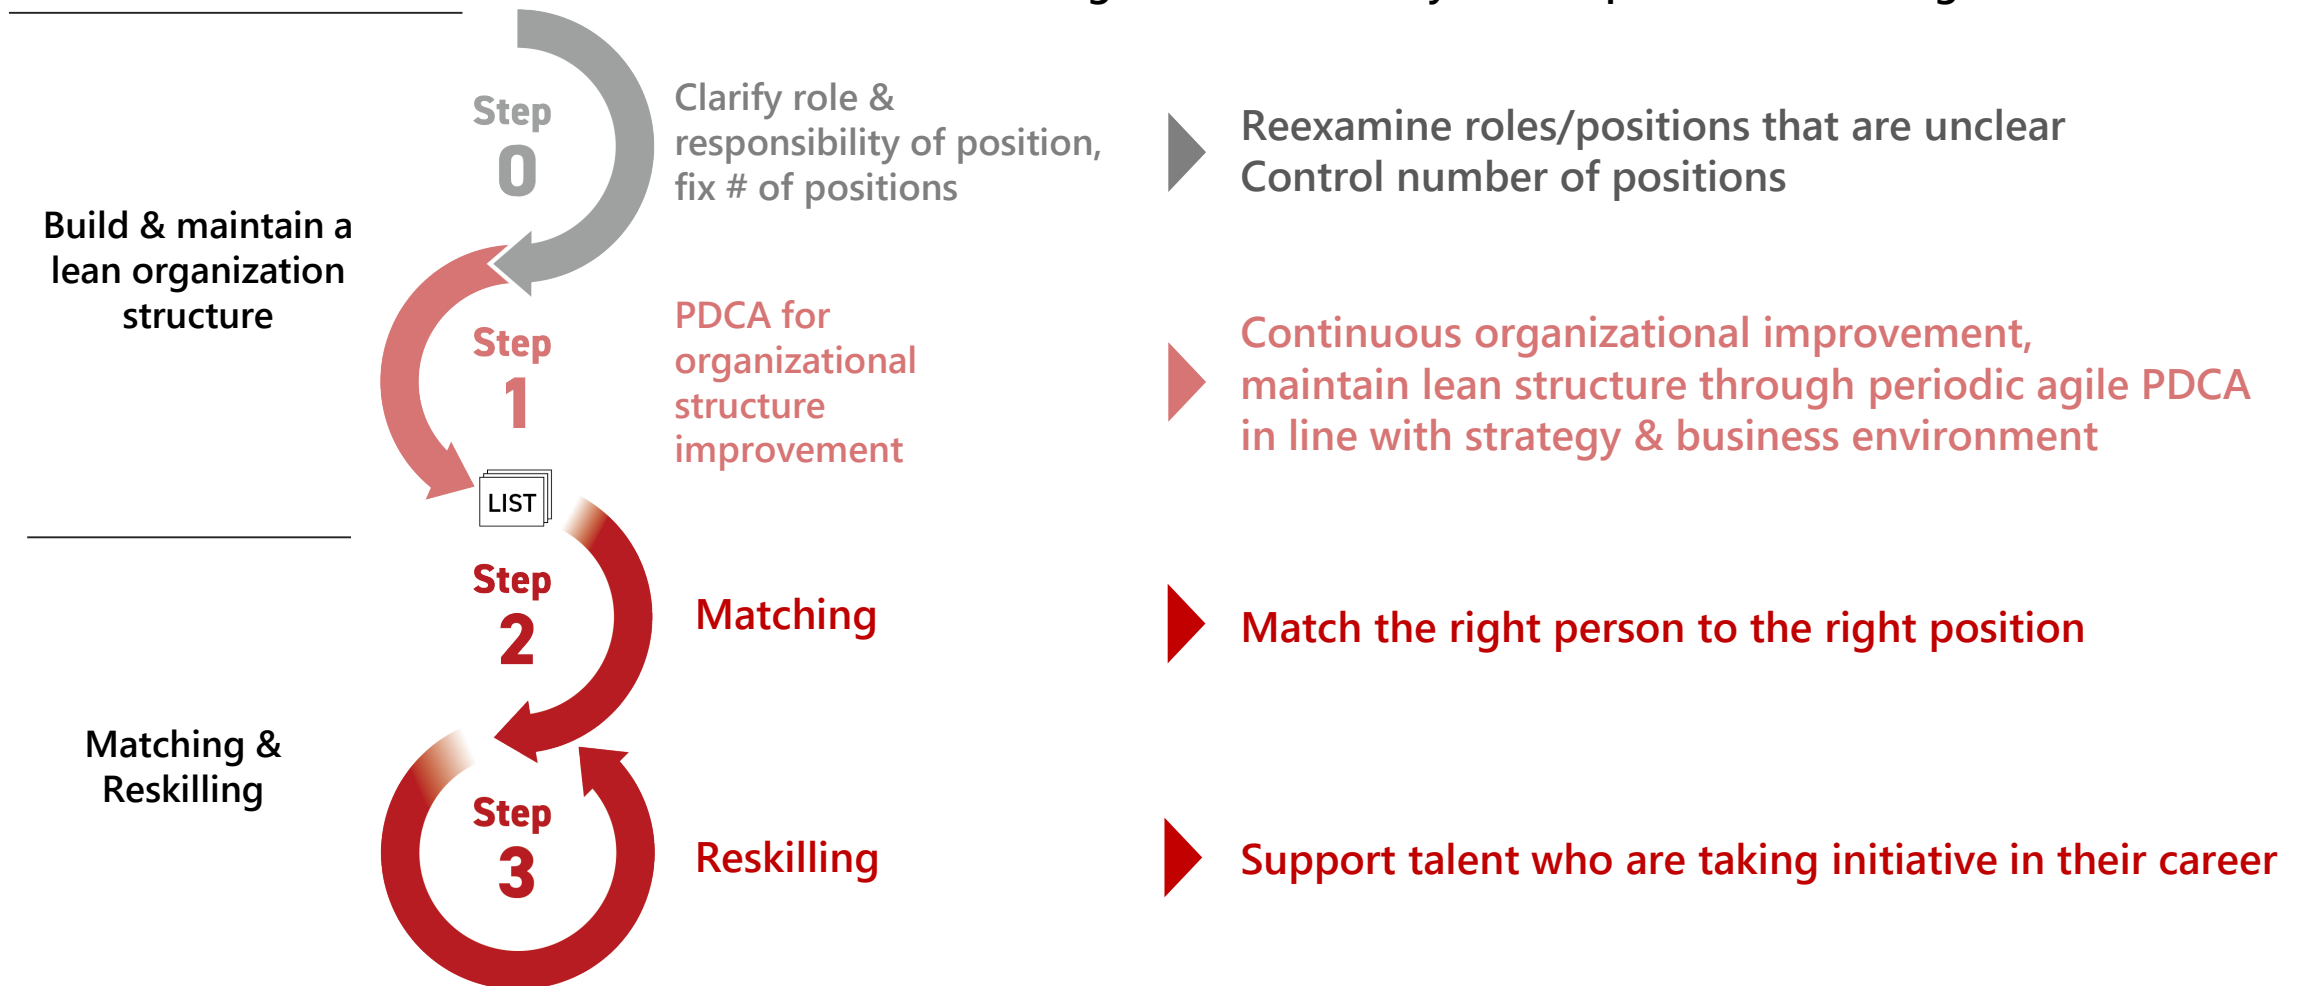 Build & maintain a
lean organization
structure
Step
0
Clarify role &
responsibility of position,
fix # of positions
Reexamine roles/positions that are unclear
Control number of positions
Step
1
PDCA for
organizational
structure
improvement
Continuous organizational improvement,
maintain lean structure through periodic agile PDCA
in line with strategy & business environment
LIST
Matching &
Reskilling
Step
2
Matching
Match the right person to the right position
Step
3
Reskilling
Support talent who are taking initiative in their career